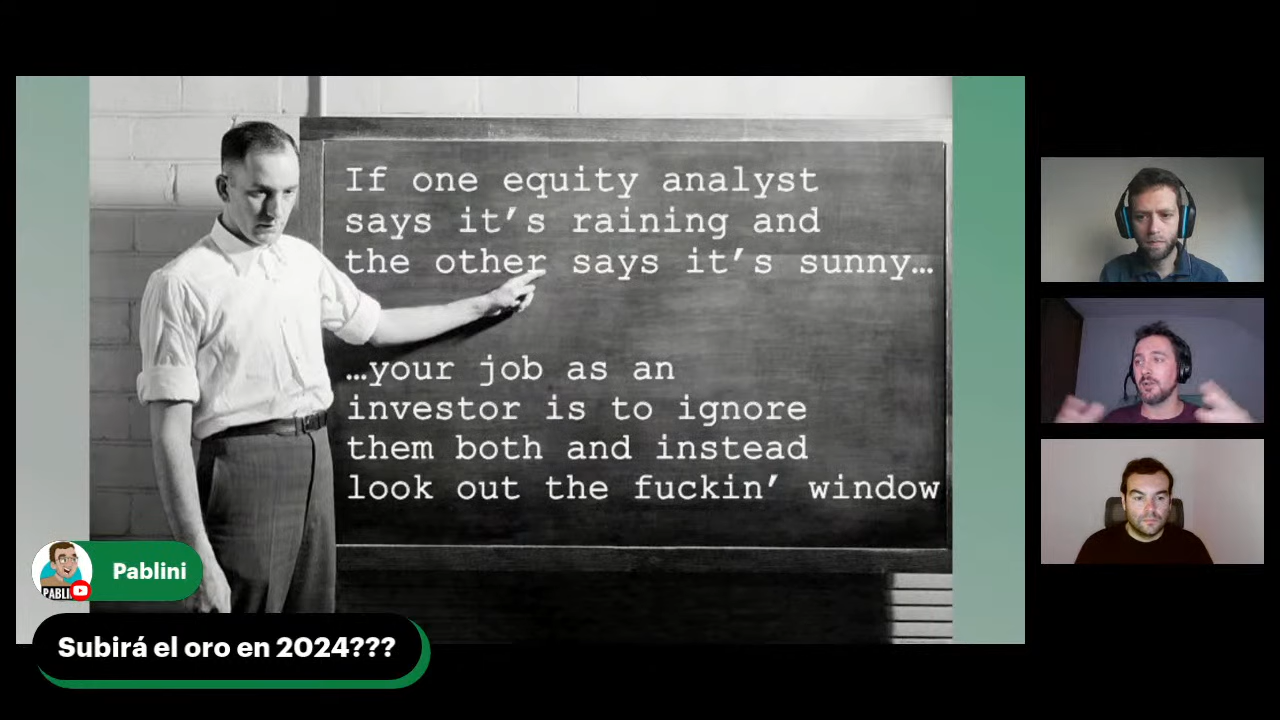 If one equity analyst
says it’s raining and
the other says it’s sunny…
…your job as an
investor is to ignore
them both and instead
look out the fuckin’ window
PABLI
Pablini
Subirá el oro en 2024???